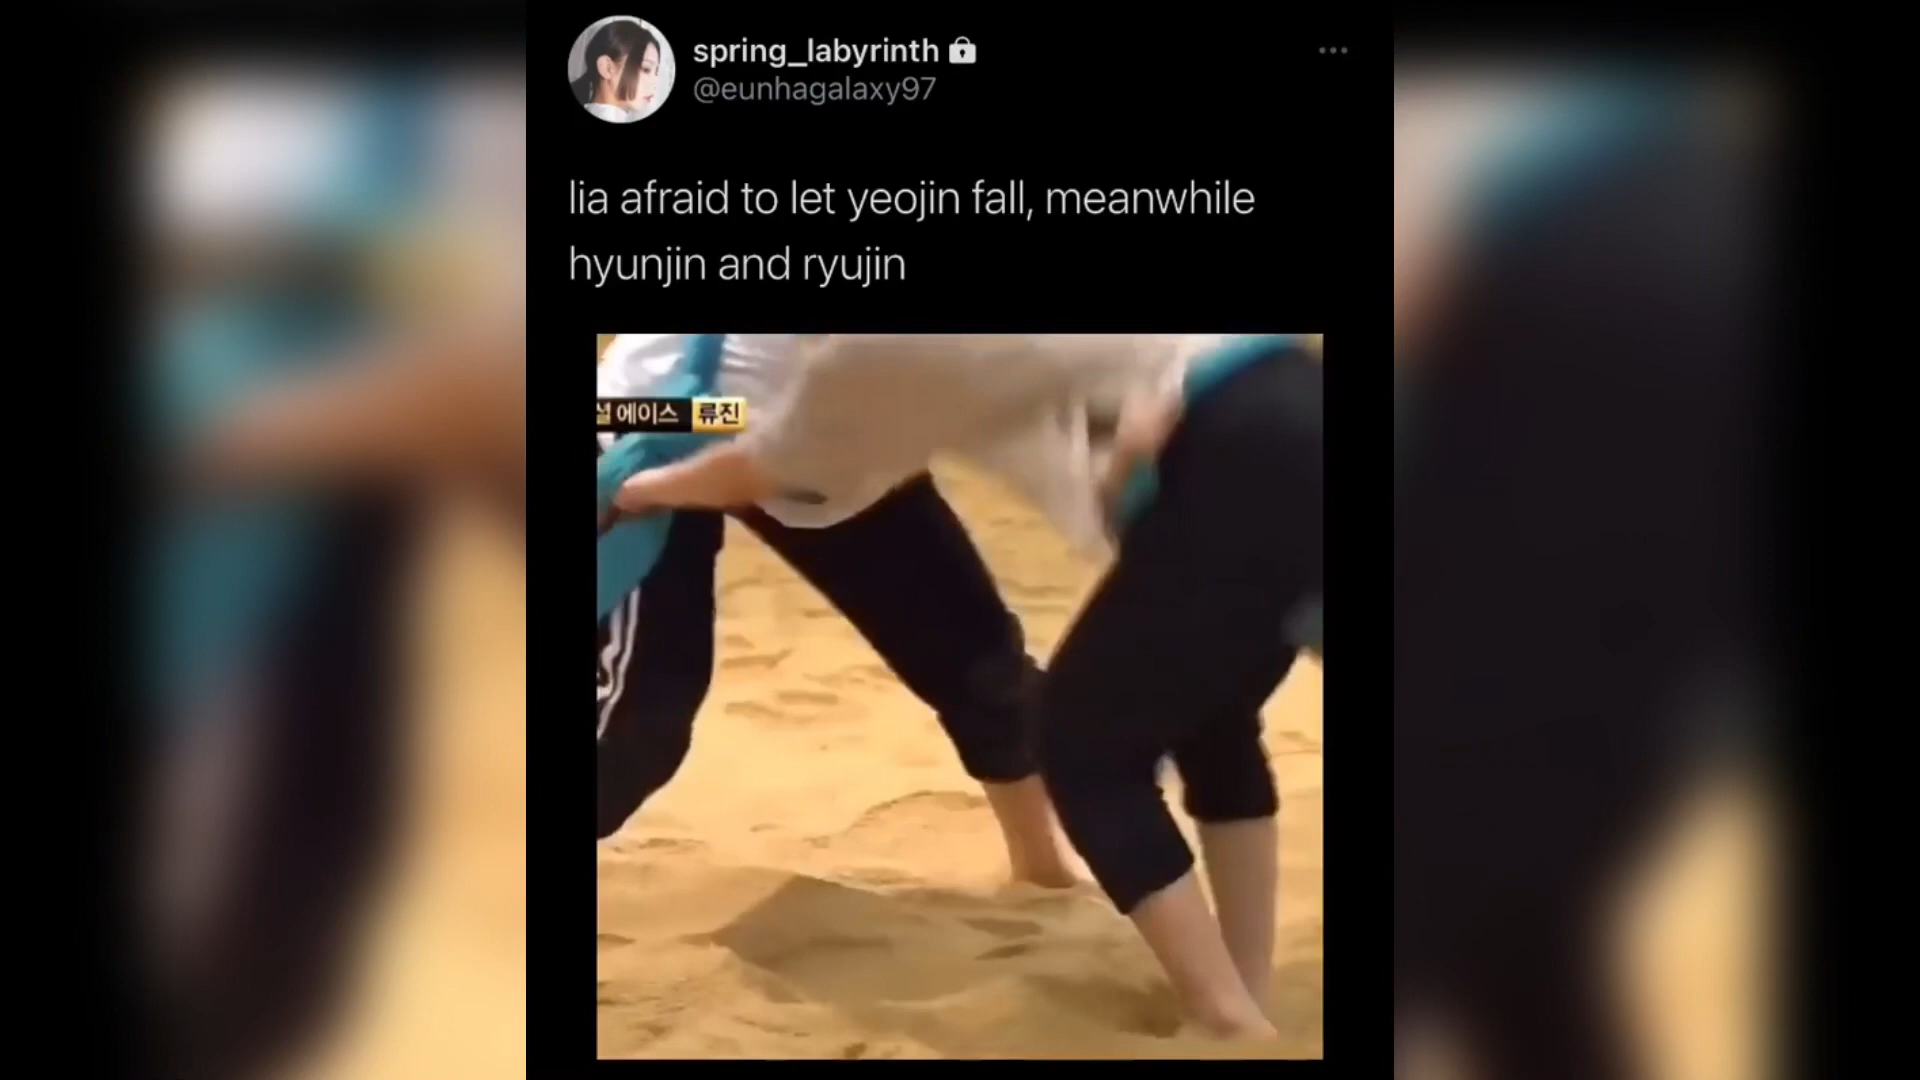 spring_labyrinth
@eunhagalaxy97
lia afraid to let yeojin fall, meanwhile
hyunjin and ryujin
에이스 류진